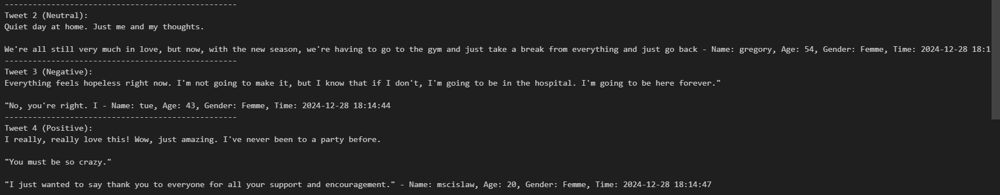 --------------------------------------------------
Tweet 2 (Neutral):
Quiet day at home. Just me and my thoughts.
We're all still very much in love, but now, with the new season, we're having to go to the gym and just take a break from everything and just go back - Name: gregory, Age: 54, Gender: Femme, Time: 2024-12-28 18:1
--------------------------------------------------
Tweet 3 (Negative):
Everything feels hopeless right now. I'm not going to make it, but I know that if I don't, I'm going to be in the hospital. I'm going to be here forever."
"No, you're right. I - Name: tue, Age: 43, Gender: Femme, Time: 2024-12-28 18:14:44
--------------------------------------------------
Tweet 4 (Positive):
I really, really love this! Wow, just amazing. I've never been to a party before.
"You must be so crazy."
"I just wanted to say thank you to everyone for all your support and encouragement." - Name: mscislaw, Age: 20, Gender: Femme, Time: 2024-12-28 18:14:47